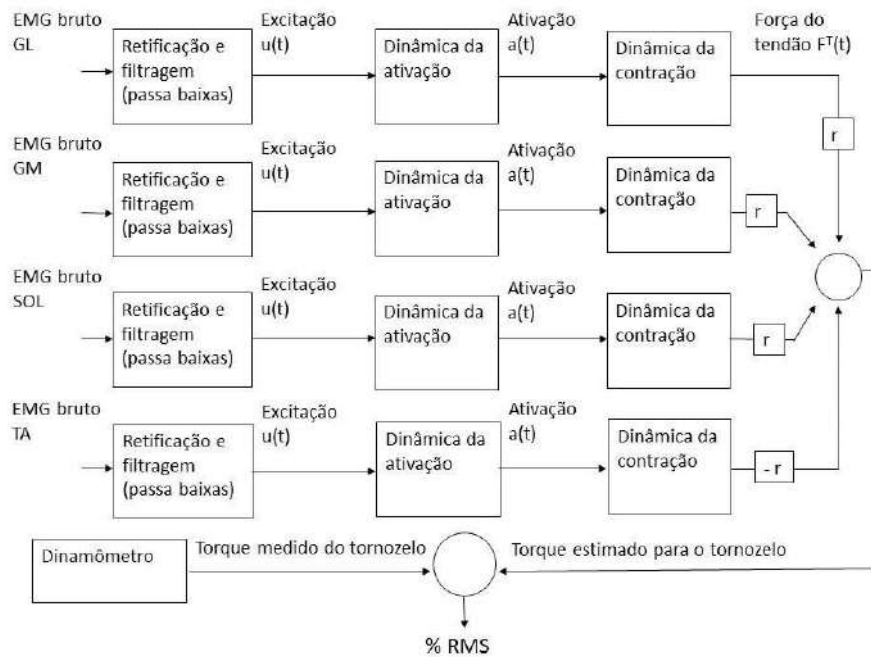 EMG bruto
GL
Retificação e
filtragem
(passa baixas)
Excitação
u(t)
Dinâmica da
ativação
Ativação
a(t)
Dinâmica da
contração
Força do
tendão Fᵀ(t)
r
EMG bruto
GM
Retificação e
filtragem
(passa baixas)
Excitação
u(t)
Dinâmica da
ativação
Ativação
a(t)
Dinâmica da
contração
r
EMG bruto
SOL
Retificação e
filtragem
(passa baixas)
Excitação
u(t)
Dinâmica da
ativação
Ativação
a(t)
Dinâmica da
contração
r
EMG bruto
TA
Retificação e
filtragem
(passa baixas)
Excitação
u(t)
Dinâmica da
ativação
Ativação
a(t)
Dinâmica da
contração
- r
Dinamômetro
Torque medido do tornozelo
Torque estimado para o tornozelo
% RMS